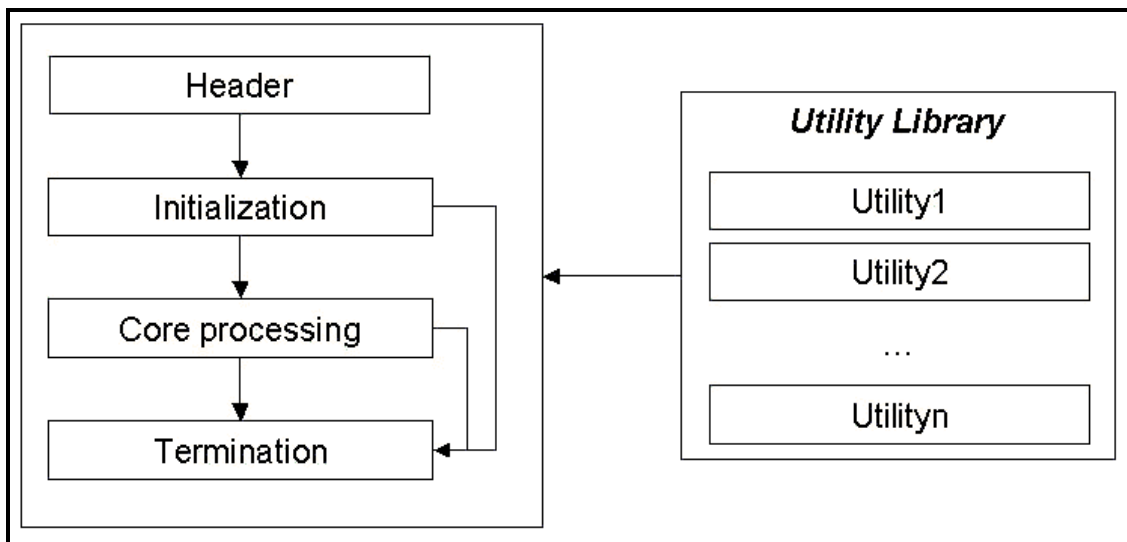 Header
Initialization
Core processing
Termination
Utility Library
Utility1
Utility2
...
Utilityn